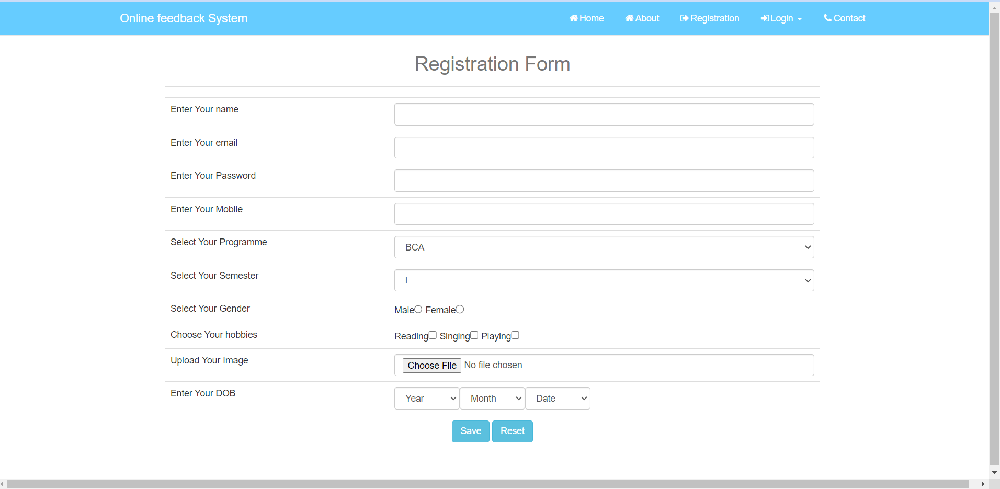 Online feedback System Home About Registration Login Contact
Registration Form
Enter Your name
Enter Your email
Enter Your Password
Enter Your Mobile
Select Your Programme BCA
Select Your Semester i
Select Your Gender Male Female
Choose Your hobbies Reading Singing Playing
Upload Your Image Choose File No file chosen
Enter Your DOB Year Month Date
Save Reset